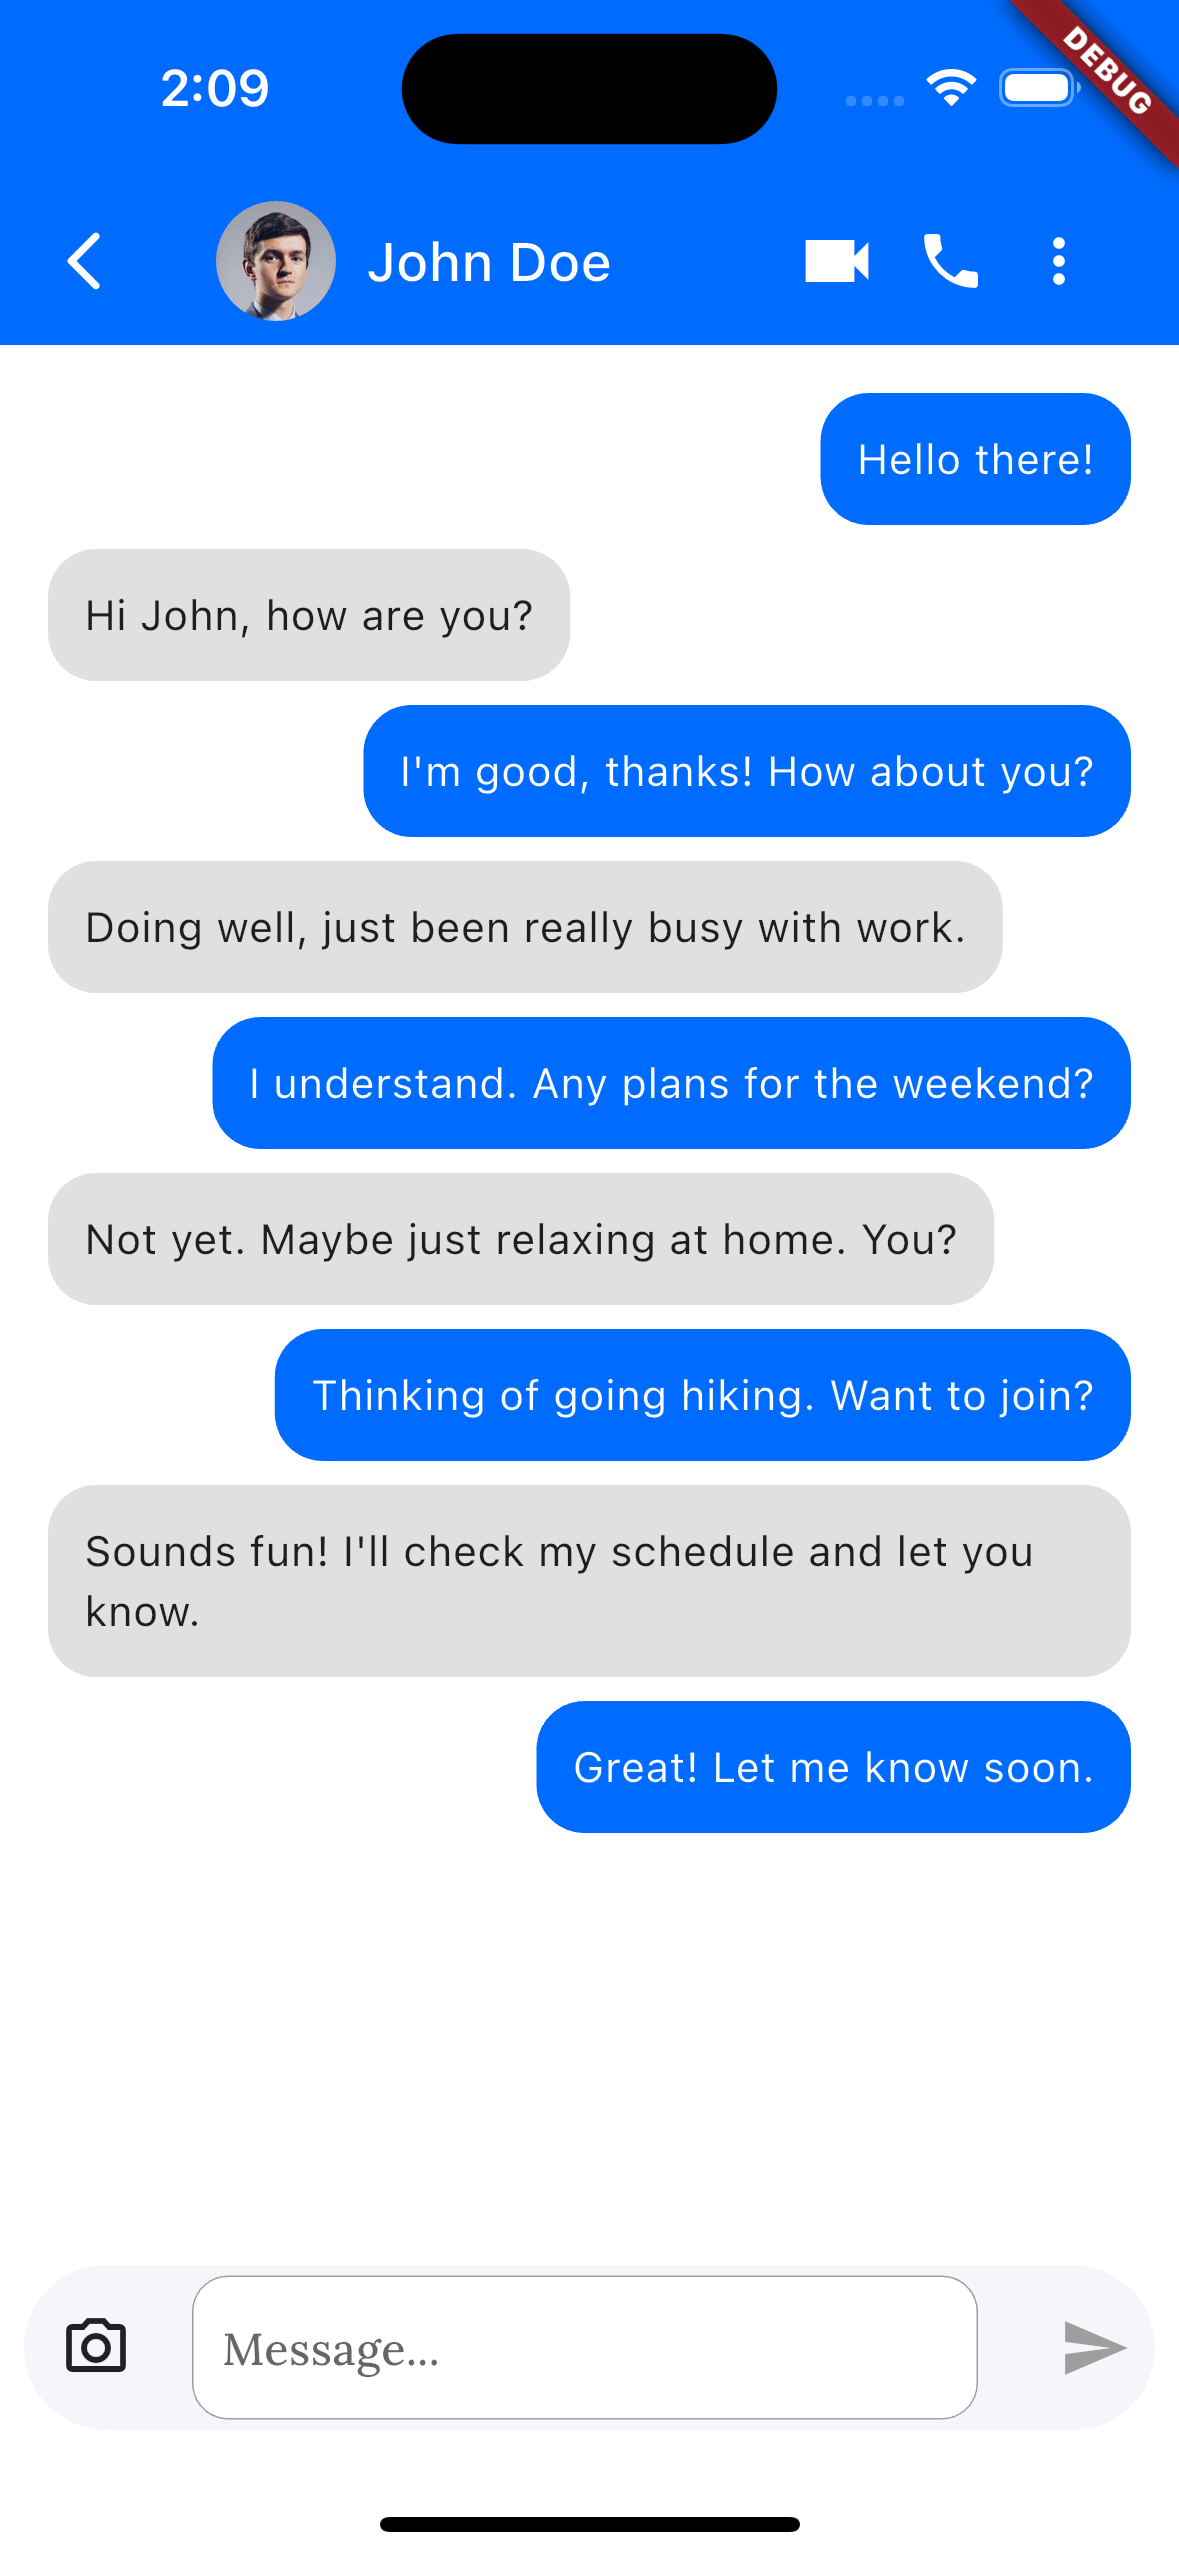 2:09
DEBUG
John Doe
Hello there!
Hi John, how are you?
I'm good, thanks! How about you?
Doing well, just been really busy with work.
I understand. Any plans for the weekend?
Not yet. Maybe just relaxing at home. You?
Thinking of going hiking. Want to join?
Sounds fun! I'll check my schedule and let you
know.
Great! Let me know soon.
Message...